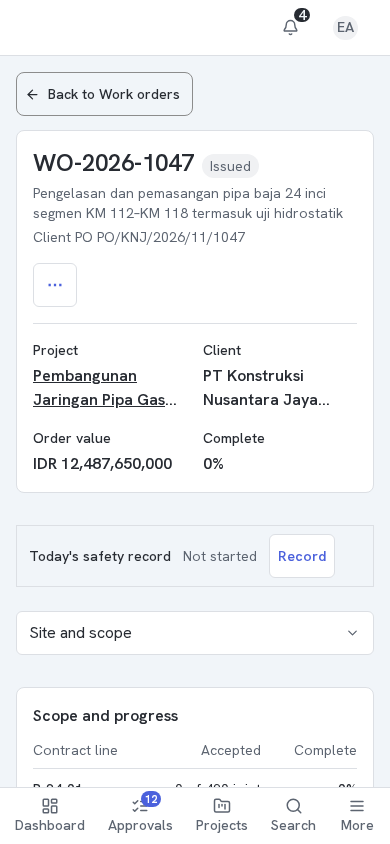 4
EA
Back to Work orders
WO-2026-1047 Issued
Pengelasan dan pemasangan pipa baja 24 inci
segmen KM 112–KM 118 termasuk uji hidrostatik
Client PO PO/KNJ/2026/11/1047
...
Project Client
Pembangunan PT Konstruksi
Jaringan Pipa Gas... Nusantara Jaya...
Order value Complete
IDR 12,487,650,000 0%
Today's safety record Not started Record
Site and scope
Scope and progress
Contract line Accepted Complete
12
Dashboard Approvals Projects Search More